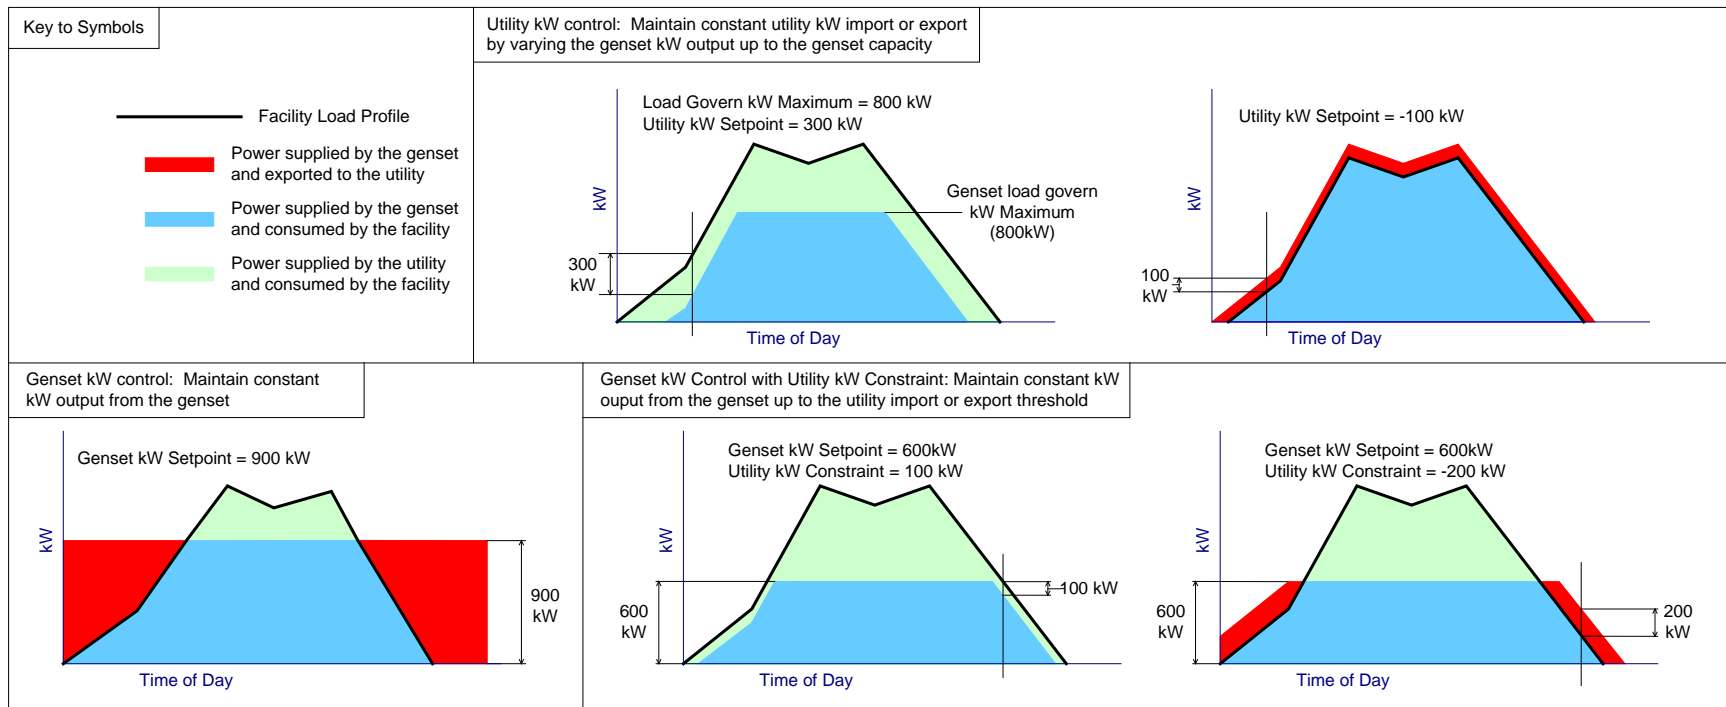 Key to Symbols
Facility Load Profile
Power supplied by the genset
and exported to the utility
Power supplied by the genset
and consumed by the facility
Power supplied by the utility
and consumed by the facility
Utility kW control:  Maintain constant utility kW import or export
by varying the genset kW output up to the genset capacity
Load Govern kW Maximum = 800 kW
Utility kW Setpoint = 300 kW
kW
300
kW
Genset load govern
kW Maximum
(800kW)
Time of Day
Utility kW Setpoint = -100 kW
kW
100
kW
Time of Day
Genset kW control:  Maintain constant
kW output from the genset
Genset kW Setpoint = 900 kW
kW
900
kW
Time of Day
Genset kW Control with Utility kW Constraint: Maintain constant kW
ouput from the genset up to the utility import or export threshold
Genset kW Setpoint = 600kW
Utility kW Constraint = 100 kW
kW
600
kW
100 kW
Time of Day
Genset kW Setpoint = 600kW
Utility kW Constraint = -200 kW
kW
600
kW
200
kW
Time of Day